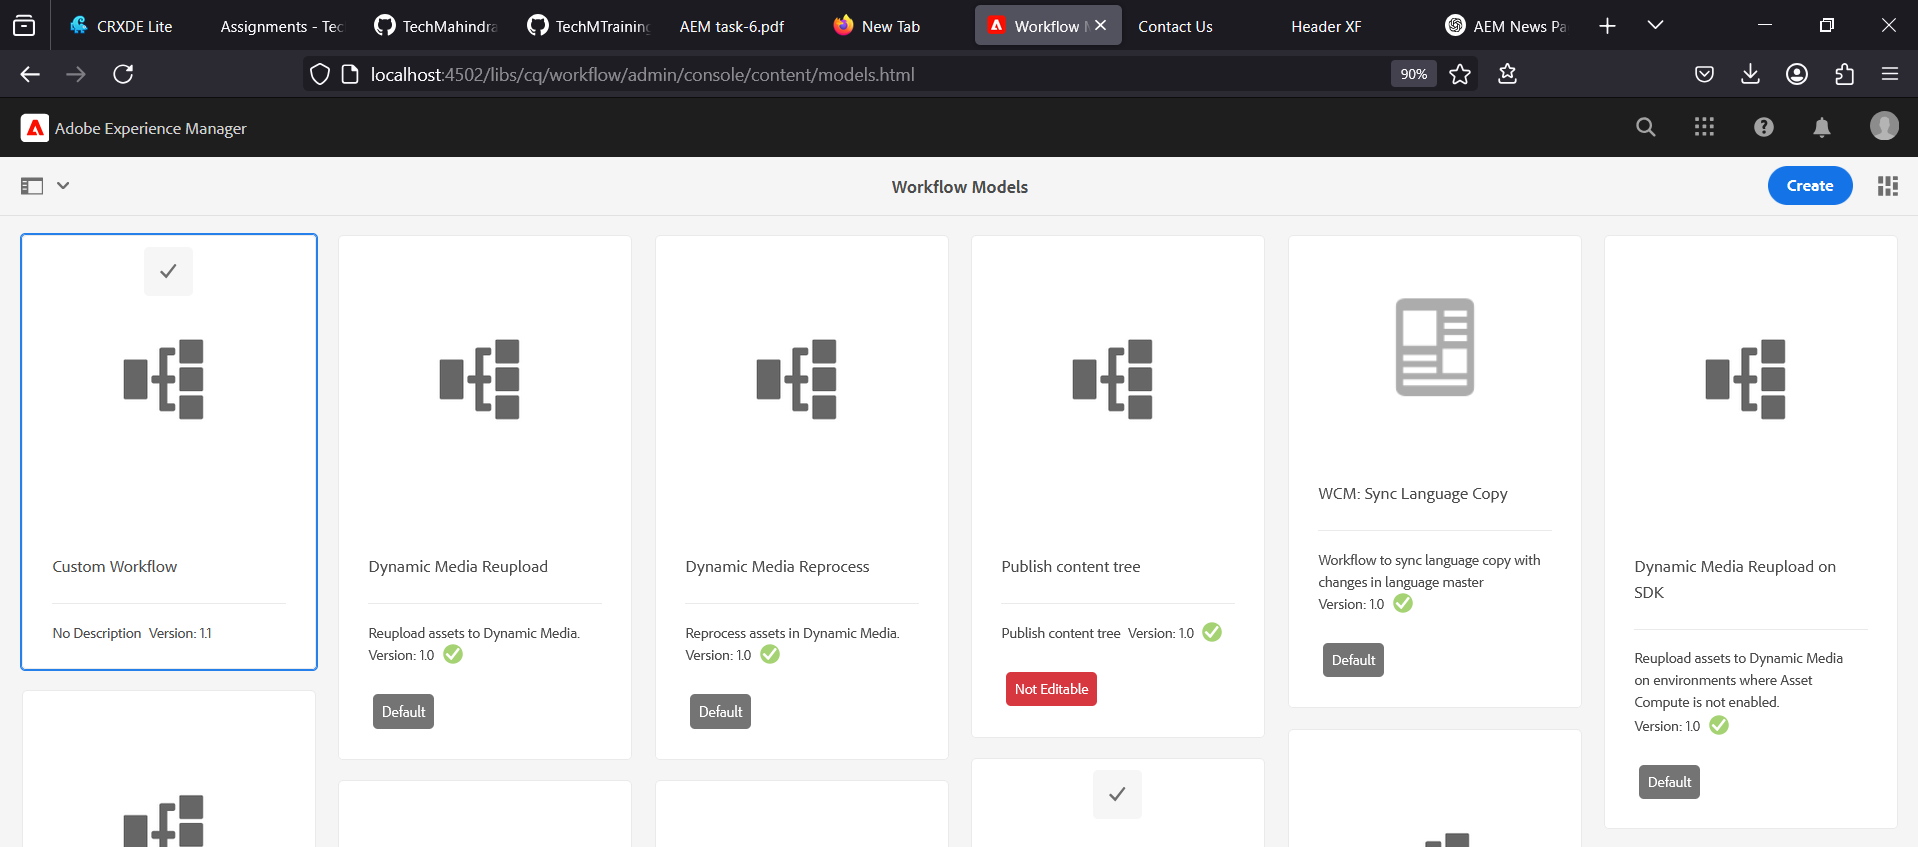 CRXDE Lite
Assignments - Tec
TechMahindra
TechMTraining
AEM task-6.pdf
New Tab
Workflow M
Contact Us
Header XF
AEM News Pa
localhost:4502/libs/cq/workflow/admin/console/content/models.html
90%
Adobe Experience Manager
Workflow Models
Create
Custom Workflow
No Description Version: 1.1
Dynamic Media Reupload
Reupload assets to Dynamic Media.
Version: 1.0
Default
Dynamic Media Reprocess
Reprocess assets in Dynamic Media.
Version: 1.0
Default
Publish content tree
Publish content tree Version: 1.0
Not Editable
WCM: Sync Language Copy
Workflow to sync language copy with
changes in language master
Version: 1.0
Default
Dynamic Media Reupload on
SDK
Reupload assets to Dynamic Media
on environments where Asset
Compute is not enabled.
Version: 1.0
Default